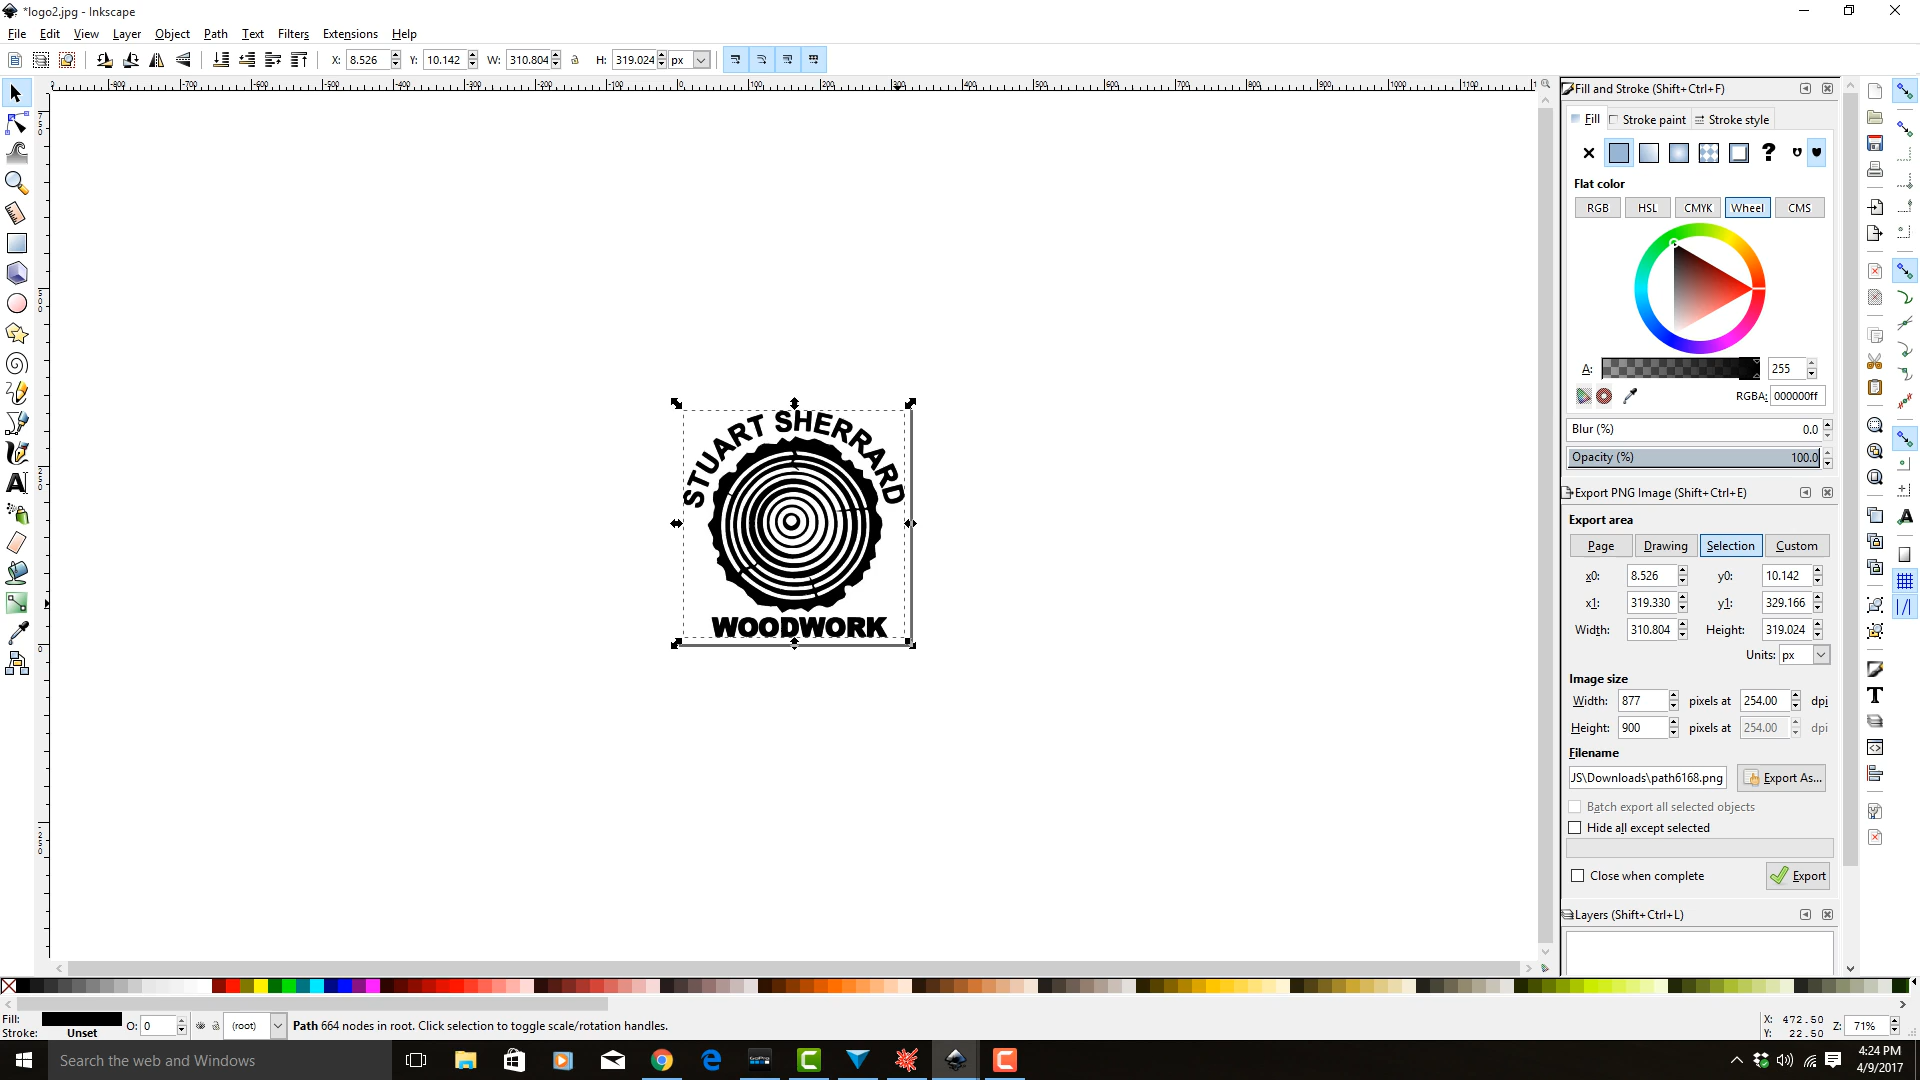 *logo2.jpg - Inkscape
File Edit View Layer Object Path Text Filters Extensions Help
X: 8.526 Y: 10.142 W: 310.804 H: 319.024 px
Fill and Stroke (Shift+Ctrl+F)
Fill Stroke paint Stroke style
Flat color
RGB HSL CMYK Wheel CMS
A: 255
RGBA: 000000ff
Blur (%) 0.0
Opacity (%) 100.0
Export PNG Image (Shift+Ctrl+E)
Export area
Page Drawing Selection Custom
x0: 8.526 y0: 10.142
x1: 319.330 y1: 329.166
Width: 310.804 Height: 319.024
Units: px
Image size
Width: 877 pixels at 254.00 dpi
Height: 900 pixels at 254.00 dpi
Filename
JS\Downloads\path6168.png Export As...
Batch export all selected objects
Hide all except selected
Close when complete Export
Layers (Shift+Ctrl+L)
STUART SHERRARD
WOODWORK
Fill:
Stroke: Unset
O: 0 (root) Path 664 nodes in root. Click selection to toggle scale/rotation handles.
X: 472.50
Y: 22.50
Z: 71%
Search the web and Windows
4:24 PM
4/9/2017